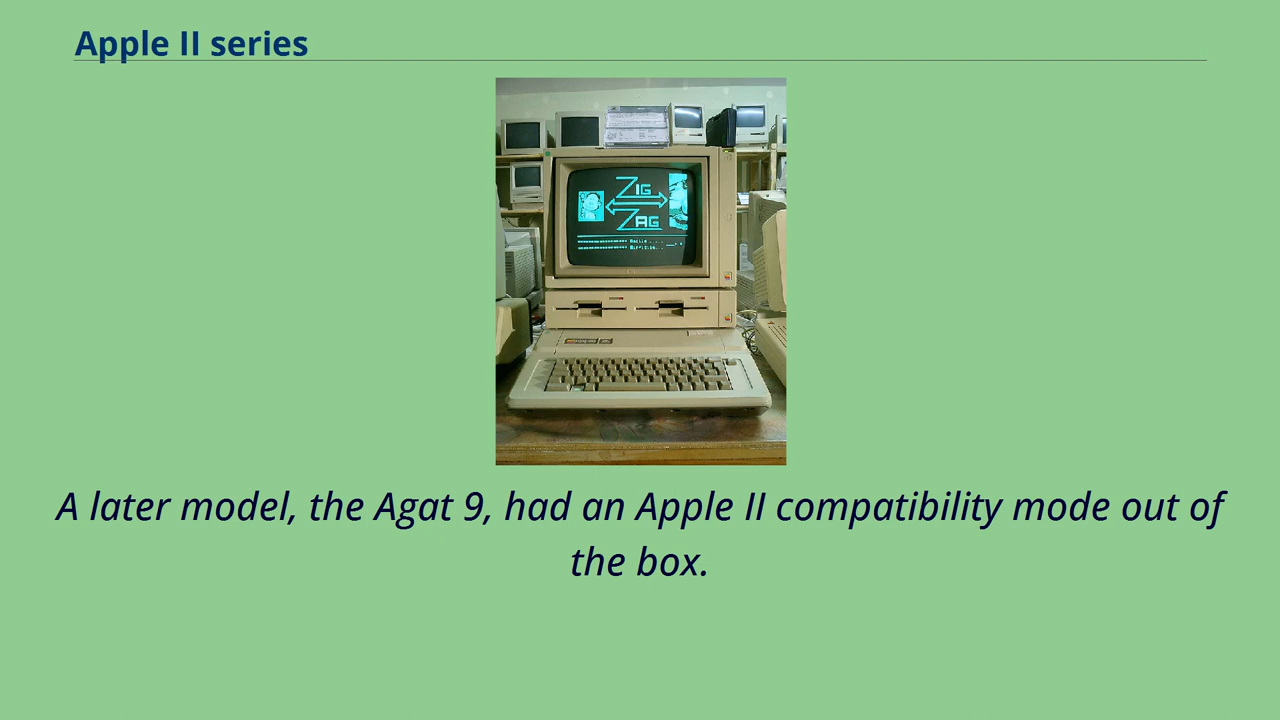 Apple II series
ZIG
ZAG
A later model, the Agat 9, had an Apple II compatibility mode out of
the box.